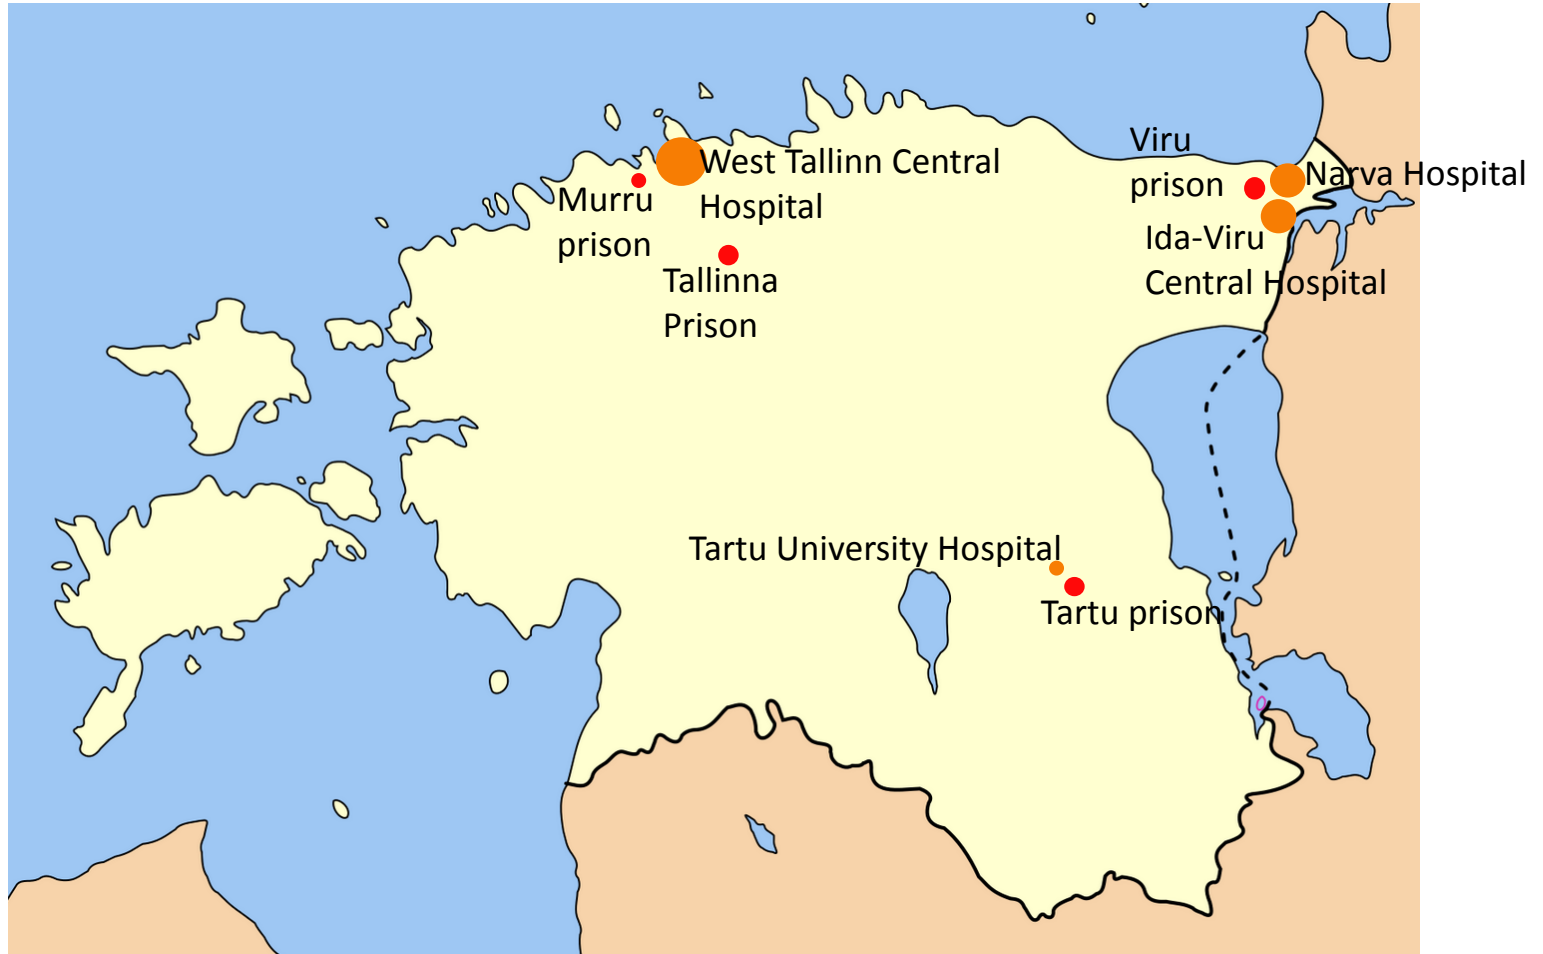 Viru
prison
West Tallinn Central
Hospital
Narva Hospital
Murru
prison
Ida-Viru
Central Hospital
Tallinna
Prison
Tartu University Hospital
Tartu prison